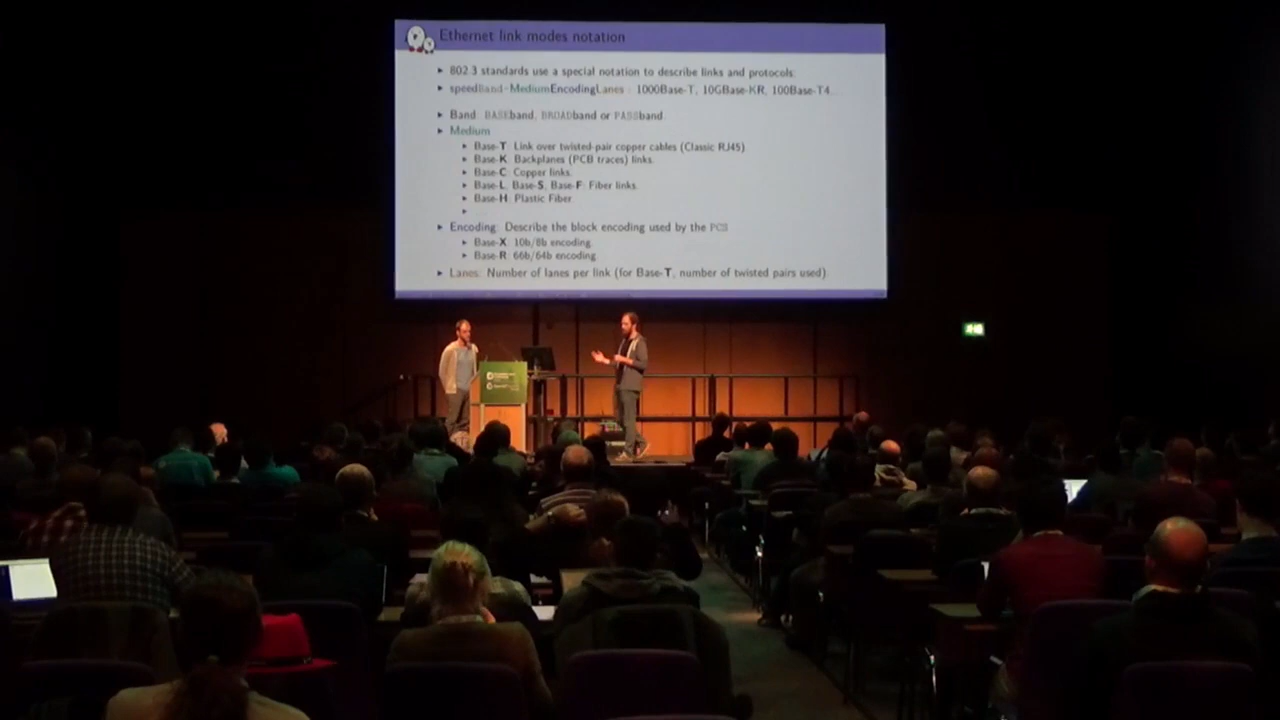 Ethernet link modes notation
802.3 standards use a special notation to describe links and protocols.
speedBand-MediumEncodingLanes : 1000Base-T, 10GBase-KR, 100Base-T4...
Band: BASEband, BROADband or PASSband.
Medium
Base-T: Link over twisted-pair copper cables (Classic RJ45)
Base-K: Backplanes (PCB traces) links.
Base-C: Copper links.
Base-L, Base-S, Base-F: Fiber links.
Base-H: Plastic Fiber
Encoding: Describe the block encoding used by the PCS
Base-X: 10b/8b encoding.
Base-R: 66b/64b encoding.
Lanes: Number of lanes per link (for Base-T, number of twisted pairs used).